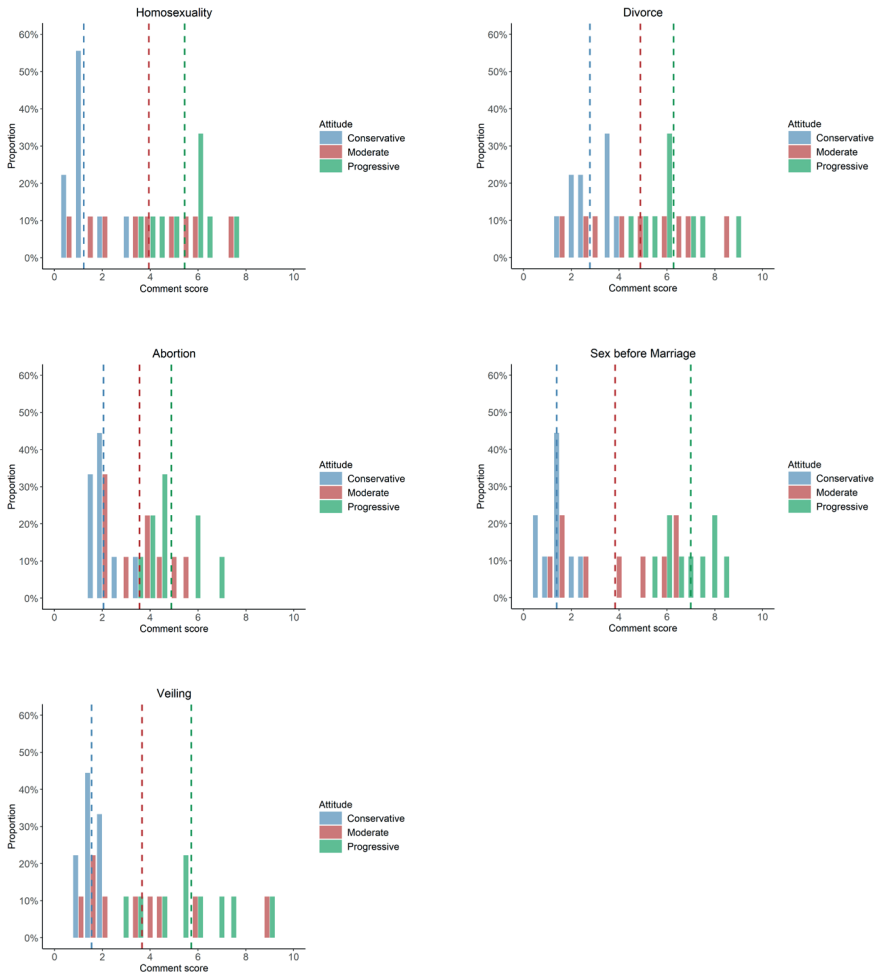 Homosexuality
60%
50%
40%
30%
20%
10%
0%
Proportion
0 2 4 6 8 10
Comment score
Attitude
Conservative
Moderate
Progressive
Divorce
60%
50%
40%
30%
20%
10%
0%
Proportion
0 2 4 6 8 10
Comment score
Attitude
Conservative
Moderate
Progressive
Abortion
60%
50%
40%
30%
20%
10%
0%
Proportion
0 2 4 6 8 10
Comment score
Attitude
Conservative
Moderate
Progressive
Sex before Marriage
60%
50%
40%
30%
20%
10%
0%
Proportion
0 2 4 6 8 10
Comment score
Attitude
Conservative
Moderate
Progressive
Veiling
60%
50%
40%
30%
20%
10%
0%
Proportion
0 2 4 6 8 10
Comment score
Attitude
Conservative
Moderate
Progressive